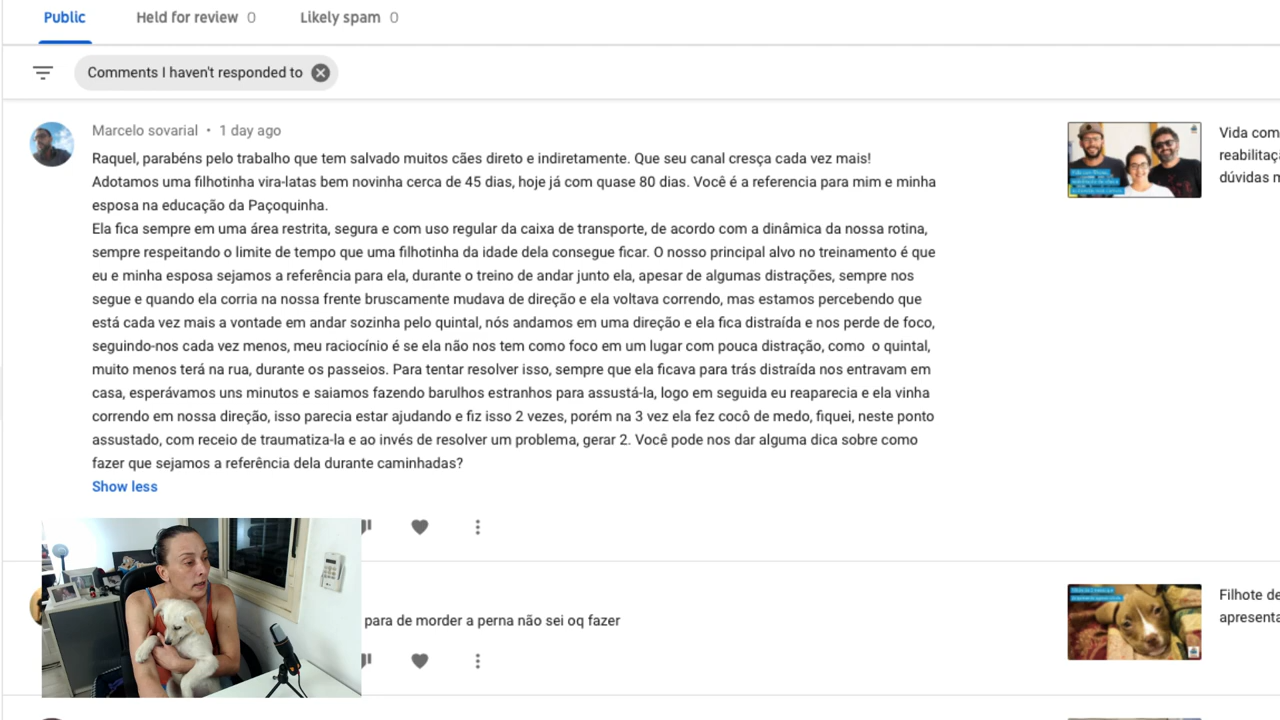 Public
Held for review 0
Likely spam 0
Comments I haven't responded to
Marcelo sovarial • 1 day ago
Raquel, parabéns pelo trabalho que tem salvado muitos cães direto e indiretamente. Que seu canal cresça cada vez mais!
Adotamos uma filhotinha vira-latas bem novinha cerca de 45 dias, hoje já com quase 80 dias. Você é a referencia para mim e minha
esposa na educação da Paçoquinha.
Ela fica sempre em uma área restrita, segura e com uso regular da caixa de transporte, de acordo com a dinâmica da nossa rotina,
sempre respeitando o limite de tempo que uma filhotinha da idade dela consegue ficar. O nosso principal alvo no treinamento é que
eu e minha esposa sejamos a referência para ela, durante o treino de andar junto ela, apesar de algumas distrações, sempre nos
segue e quando ela corria na nossa frente bruscamente mudava de direção e ela voltava correndo, mas estamos percebendo que
está cada vez mais a vontade em andar sozinha pelo quintal, nós andamos em uma direção e ela fica distraída e nos perde de foco,
seguindo-nos cada vez menos, meu raciocínio é se ela não nos tem como foco em um lugar com pouca distração, como o quintal,
muito menos terá na rua, durante os passeios. Para tentar resolver isso, sempre que ela ficava para trás distraída nos entravam em
casa, esperávamos uns minutos e saiamos fazendo barulhos estranhos para assustá-la, logo em seguida eu reaparecia e ela vinha
correndo em nossa direção, isso parecia estar ajudando e fiz isso 2 vezes, porém na 3 vez ela fez cocô de medo, fiquei, neste ponto
assustado, com receio de traumatiza-la e ao invés de resolver um problema, gerar 2. Você pode nos dar alguma dica sobre como
fazer que sejamos a referência dela durante caminhadas?
Show less
Vida com
reabilitaç
dúvidas m
para de morder a perna não sei oq fazer
Filhote de
apresenta